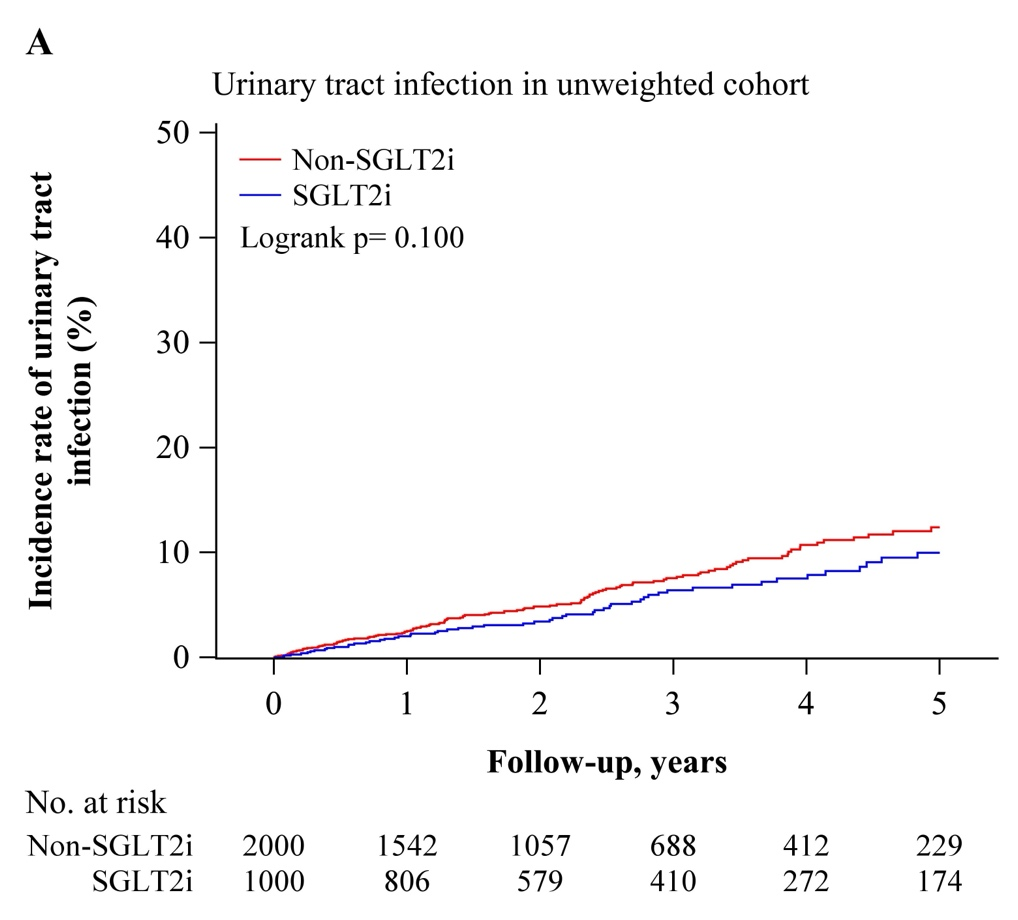 A
Urinary tract infection in unweighted cohort
Incidence rate of urinary tract
infection (%)
50
40
30
20
10
0
Non-SGLT2i
SGLT2i
Logrank p= 0.100
0 1 2 3 4 5
Follow-up, years
No. at risk
Non-SGLT2i 2000 1542 1057 688 412 229
SGLT2i 1000 806 579 410 272 174